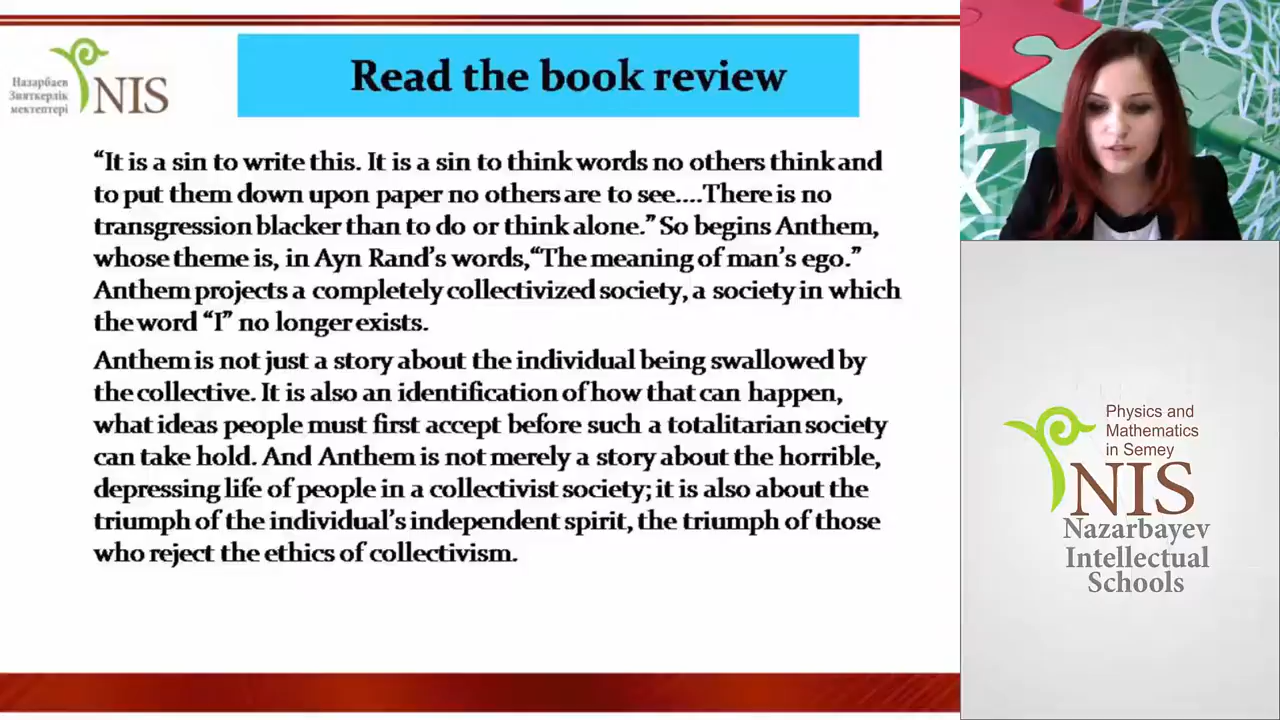 Назарбаев
Зияткерлік
мектептері
NIS
Read the book review
“It is a sin to write this. It is a sin to think words no others think and
to put them down upon paper no others are to see....There is no
transgression blacker than to do or think alone.” So begins Anthem,
whose theme is, in Ayn Rand’s words,“The meaning of man’s ego.”
Anthem projects a completely collectivized society, a society in which
the word “I” no longer exists.
Anthem is not just a story about the individual being swallowed by
the collective. It is also an identification of how that can happen,
what ideas people must first accept before such a totalitarian society
can take hold. And Anthem is not merely a story about the horrible,
depressing life of people in a collectivist society; it is also about the
triumph of the individual’s independent spirit, the triumph of those
who reject the ethics of collectivism.
Physics and
Mathematics
in Semey
NIS
Nazarbayev
Intellectual
Schools